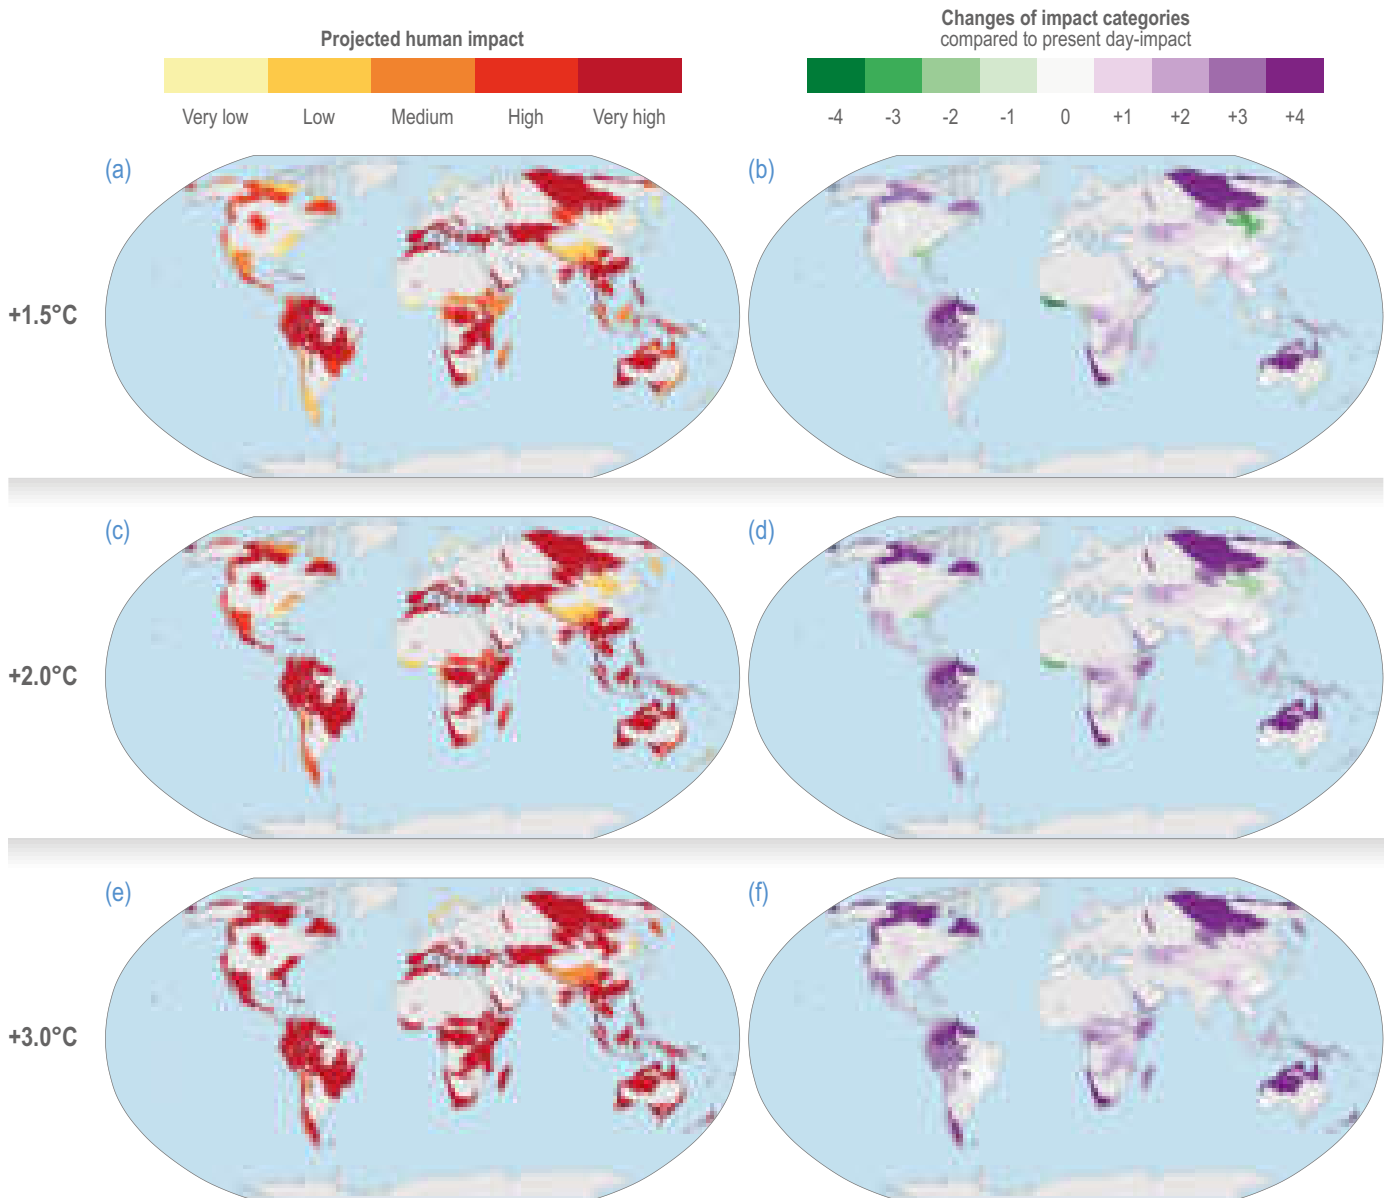 Projected human impact
Very low Low Medium High Very high
Changes of impact categories
compared to present day-impact
-4 -3 -2 -1 0 +1 +2 +3 +4
(a) (b)
+1.5°C
(c) (d)
+2.0°C
(e) (f)
+3.0°C